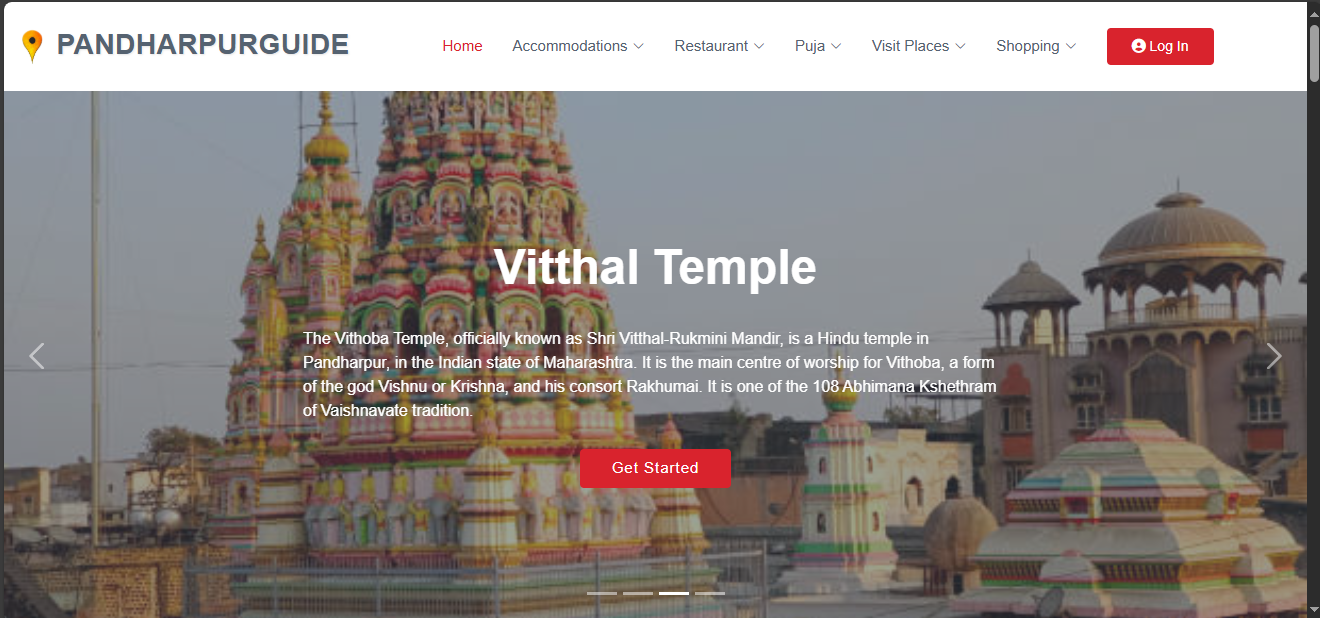 PANDHARPURGUIDE
Home Accommodations Restaurant Puja Visit Places Shopping Log In
Vitthal Temple
The Vithoba Temple, officially known as Shri Vitthal-Rukmini Mandir, is a Hindu temple in
Pandharpur, in the Indian state of Maharashtra. It is the main centre of worship for Vithoba, a form
of the god Vishnu or Krishna, and his consort Rakhumai. It is one of the 108 Abhimana Kshethram
of Vaishnavate tradition.
Get Started